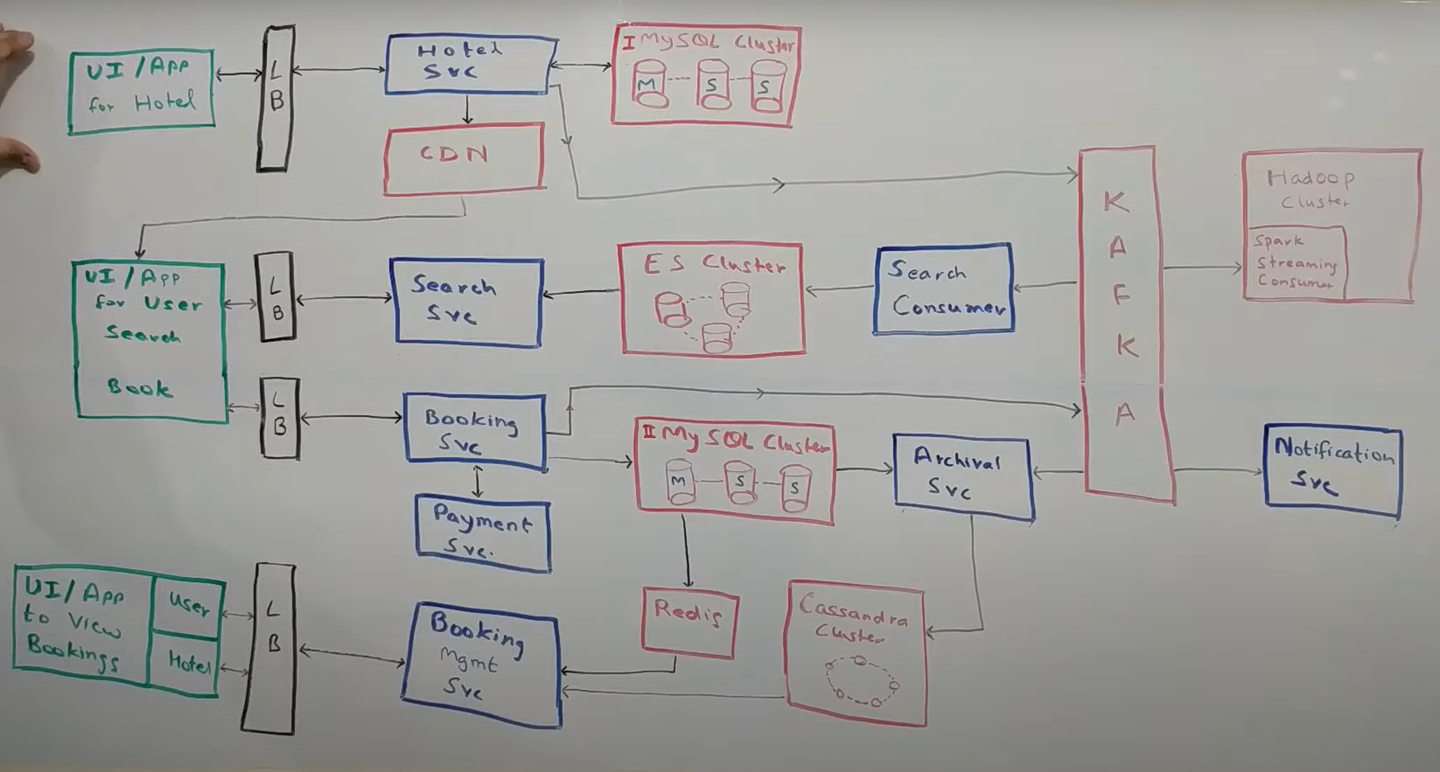 UI/App
for Hotel
L
B
Hotel
Svc
I MySQL Cluster
M
S
S
CDN
K
A
F
K
A
Hadoop
Cluster
Spark
Streaming
Consumer
UI/App
for User
Search
Book
L
B
Search
Svc
ES Cluster
Search
Consumer
L
B
Booking
Svc
II MySQL Cluster
M
S
S
Archival
Svc
Notification
Svc
Payment
Svc.
UI/App
to View
Bookings
User
Hotel
L
B
Booking
Mgmt
Svc
Redis
Cassandra
Cluster